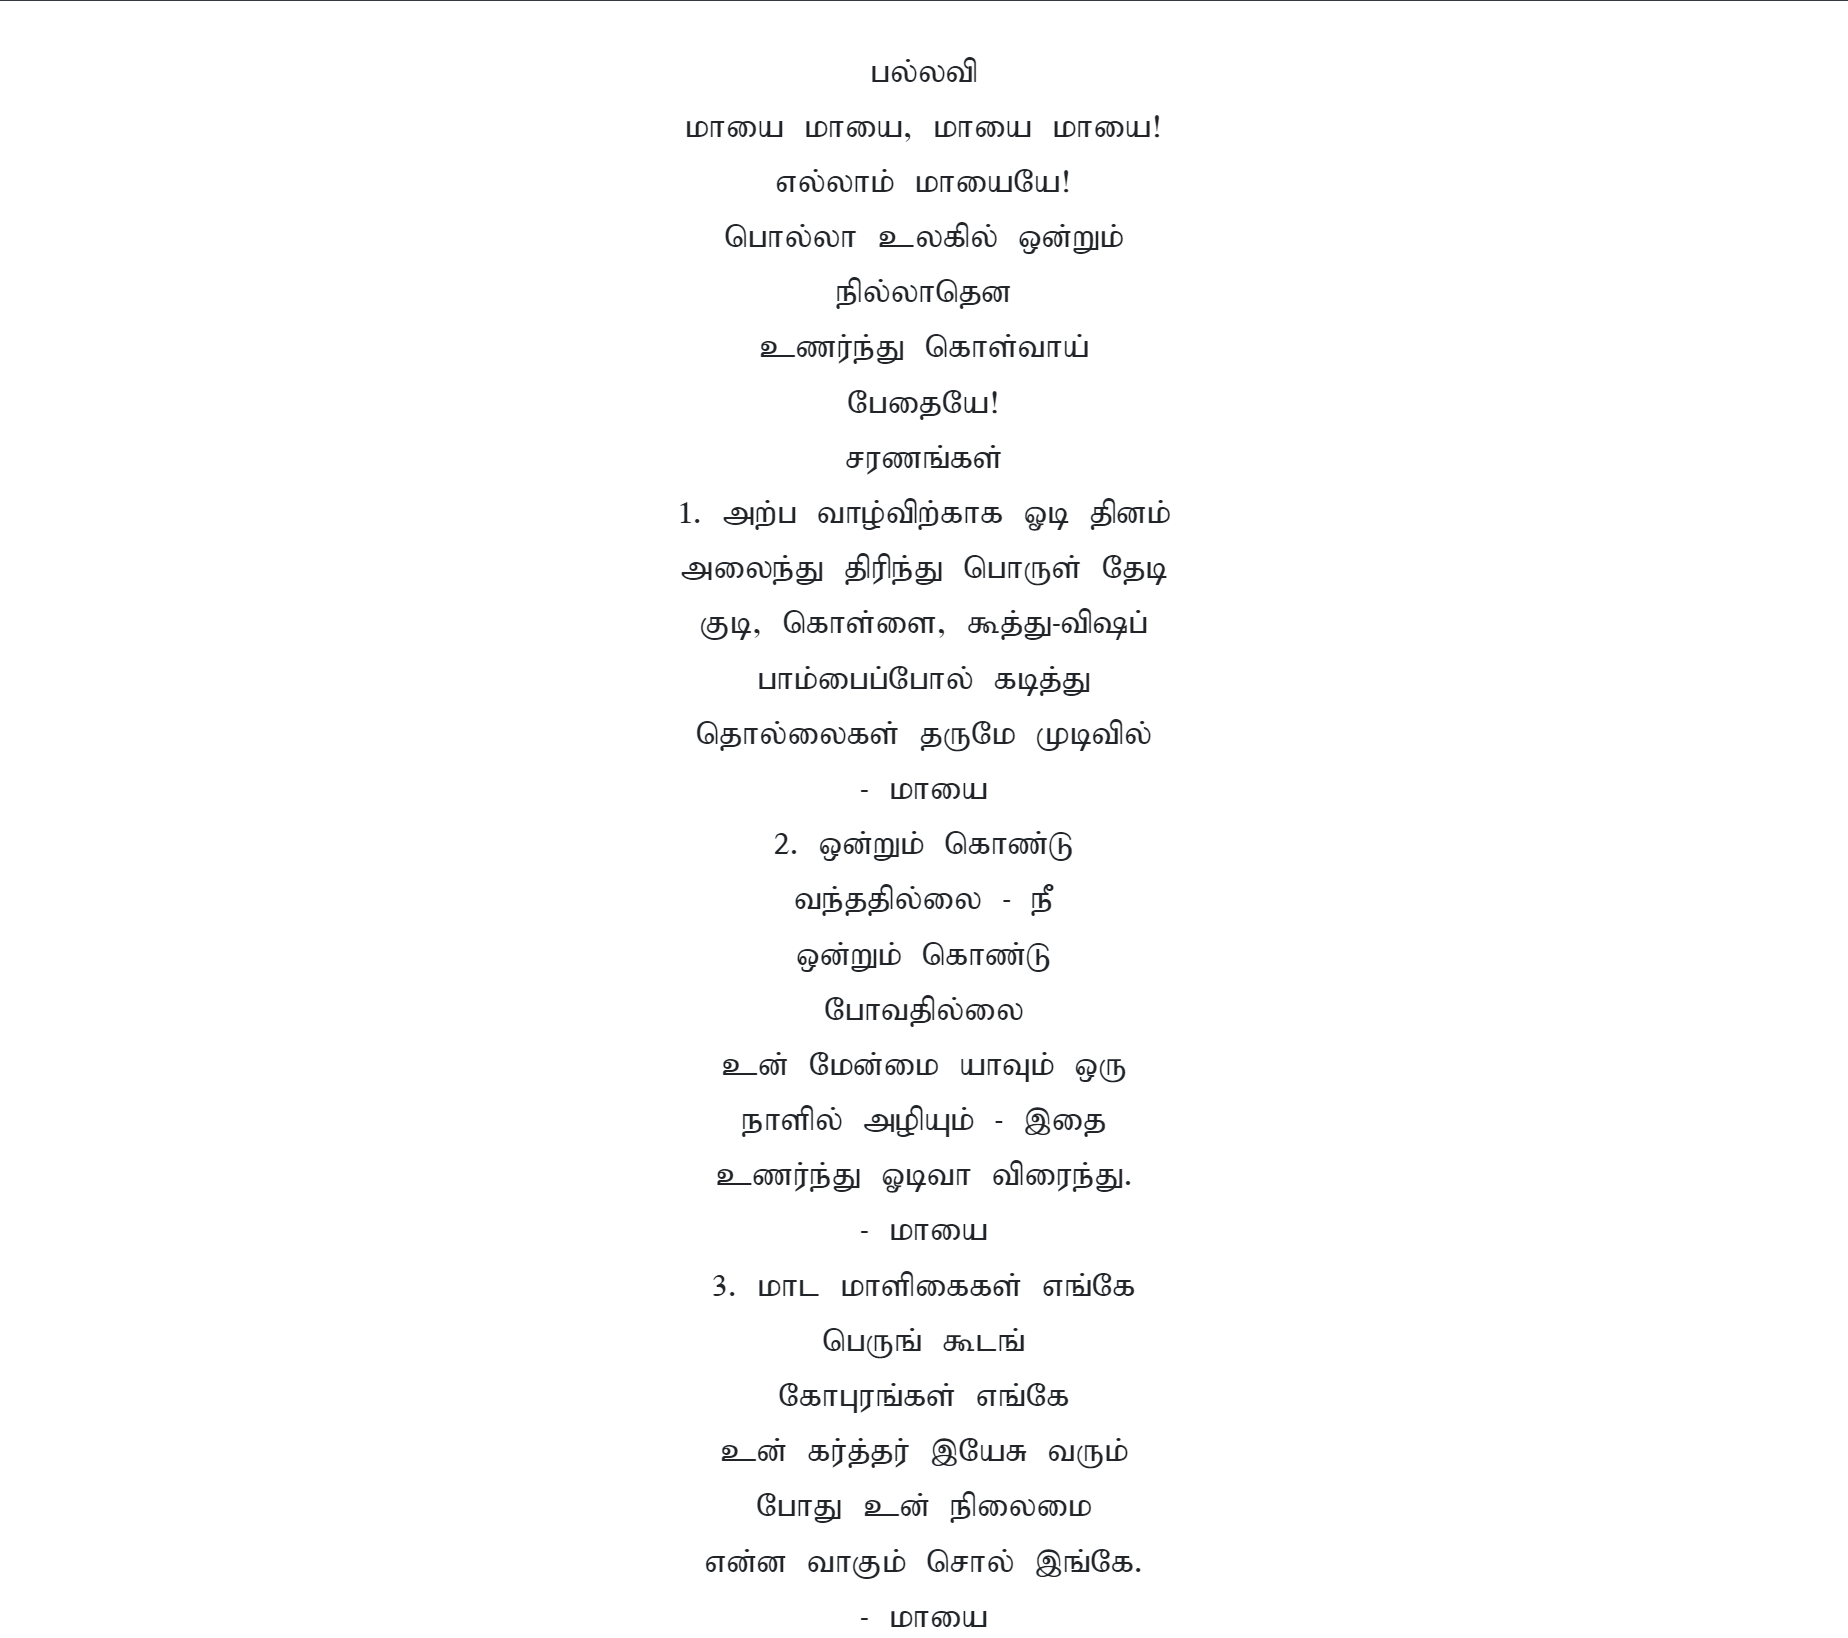 பல்லவி
மாயை மாயை, மாயை மாயை!
எல்லாம் மாயையே!
பொல்லா உலகில் ஒன்றும்
நில்லாதென
உணர்ந்து கொள்வாய்
பேதையே!
சரணங்கள்
1. அற்ப வாழ்விற்காக ஓடி தினம்
அலைந்து திரிந்து பொருள் தேடி
குடி, கொள்ளை, கூத்து-விஷப்
பாம்பைப்போல் கடித்து
தொல்லைகள் தருமே முடிவில்
- மாயை
2. ஒன்றும் கொண்டு
வந்ததில்லை - நீ
ஒன்றும் கொண்டு
போவதில்லை
உன் மேன்மை யாவும் ஒரு
நாளில் அழியும் - இதை
உணர்ந்து ஓடிவா விரைந்து.
- மாயை
3. மாட மாளிகைகள் எங்கே
பெருங் கூடங்
கோபுரங்கள் எங்கே
உன் கர்த்தர் இயேசு வரும்
போது உன் நிலைமை
என்ன வாகும் சொல் இங்கே.
- மாயை